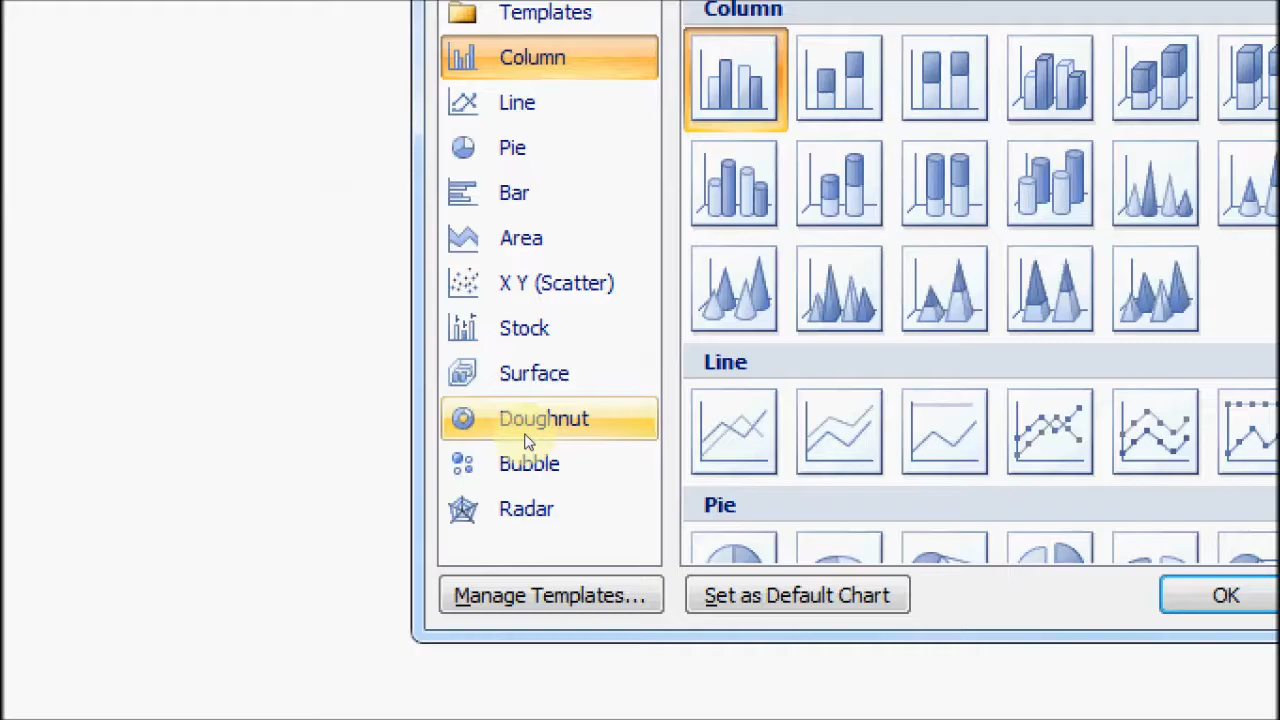 Templates
Column
Line
Pie
Bar
Area
X Y (Scatter)
Stock
Surface
Doughnut
Bubble
Radar
Manage Templates...
Column
Line
Pie
Set as Default Chart
OK